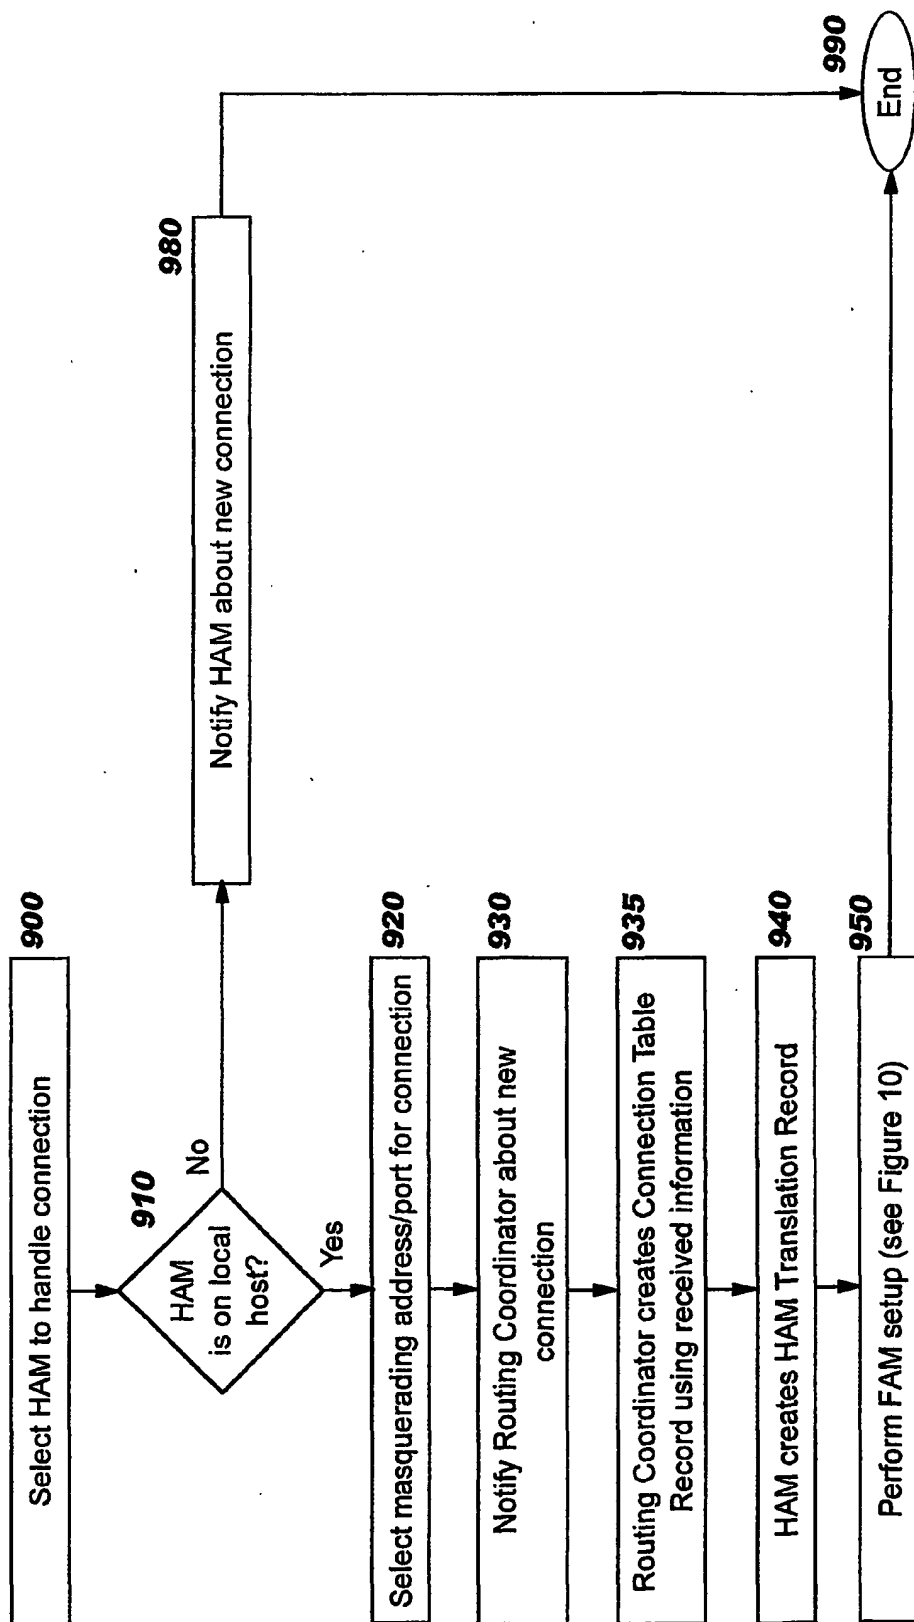 Select HAM to handle connection
900
910
HAM
is on local
host?
No
Yes
Notify HAM about new connection
980
Select masquerading address/port for connection
920
Notify Routing Coordinator about new
connection
930
Routing Coordinator creates Connection Table
Record using received information
935
HAM creates HAM Translation Record
940
Perform FAM setup (see Figure 10)
950
End
990